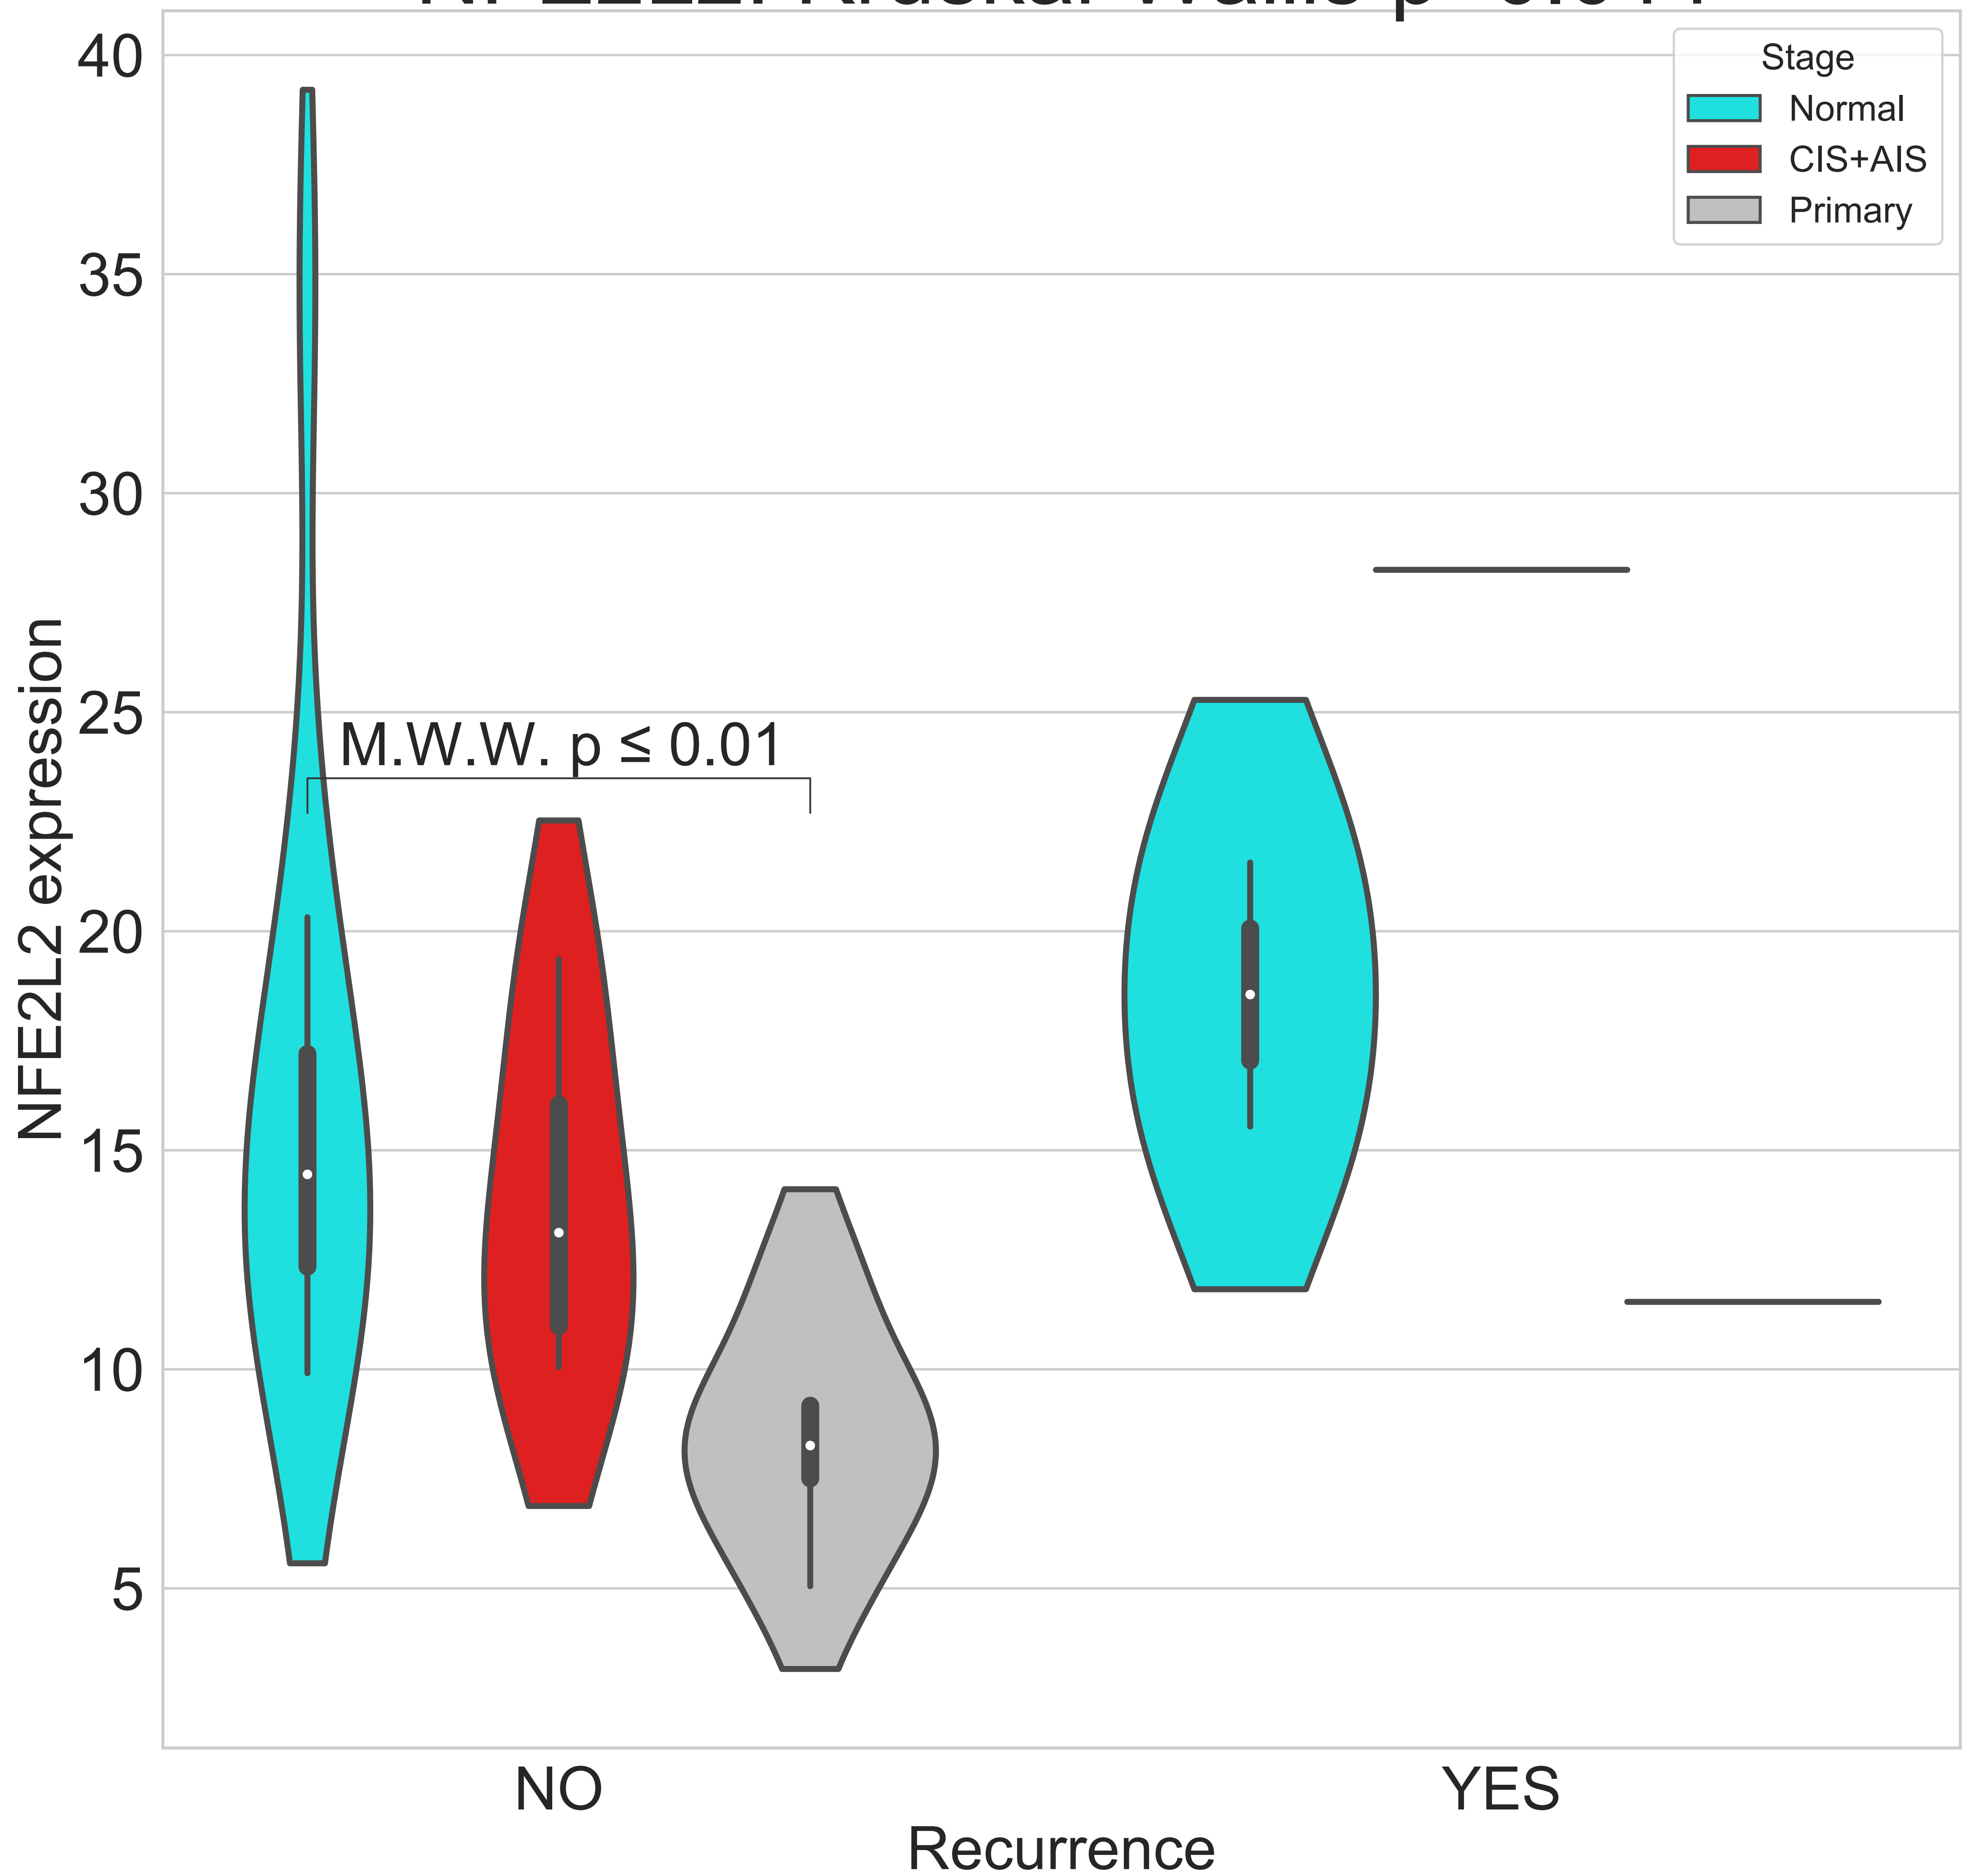 Stage
Normal
CIS+AIS
Primary
40
35
30
25
20
15
10
5
NFE2L2 expression
M.W.W. p ≤ 0.01
NO
YES
Recurrence